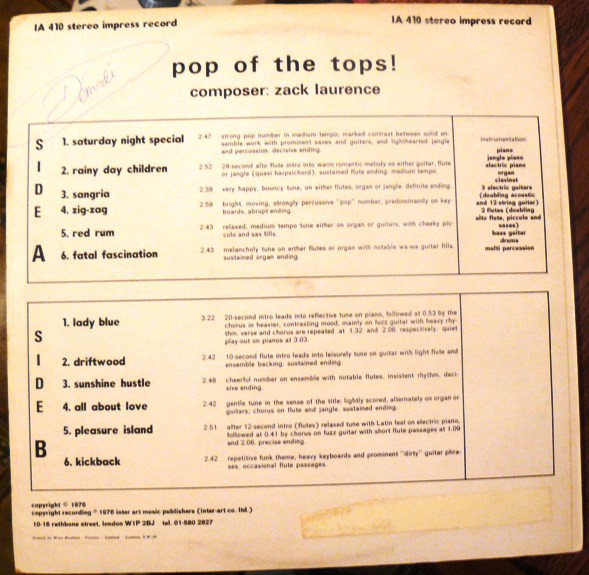 IA 410 stereo impress record
IA 410 stereo impress record
pop of the tops!
composer: zack laurence
SIDE A
1. saturday night special 2.47 strong pop number in medium tempo; marked contrast between solid en-
semble work with prominent saxes and guitars, and lighthearted jangle
and percussion. decisive ending.
2. rainy day children 2.52 28-second alto flute intro into warm romantic melody on either guitar, flute
or jangle (quasi harpsichord). sustained flute ending. medium tempo.
3. sangria 2.38 very happy, bouncy tune, on either flutes, organ or jangle. definite ending.
4. zig-zag 2.58 bright, moving, strongly percussive "pop" number, predominantly on key-
boards. abrupt ending.
5. red rum 2.43 relaxed, medium tempo tune either on organ or guitars, with cheeky pic-
colo and sax fills.
6. fatal fascination 2.43 melancholy tune on either flutes or organ with notable wa-wa guitar fills.
sustained organ ending.
instrumentation:
piano
jangle piano
electric piano
organ
clavinet
3 electric guitars
(doubling acoustic
and 12-string guitar)
3 flutes (doubling
alto flute, piccolo and
saxes)
bass guitar
drums
multi percussion
SIDE B
1. lady blue 3.22 20-second intro leads into reflective tune on piano, followed at 0.53 by the
chorus in heavier, contrasting mood, mainly on fuzz guitar with heavy rhy-
thm. verse and chorus are repeated at 1.32 and 2.08 respectively. quiet
play-out on pianos at 3.03.
2. driftwood 2.42 10-second flute intro leads into leisurely tune on guitar with light flute and
ensemble backing. sustained ending.
3. sunshine hustle 2.48 cheerful number on ensemble with notable flutes. insistent rhythm. deci-
sive ending.
4. all about love 2.42 gentle tune in the sense of the title; lightly scored, alternately on organ or
guitars; chorus on flute and jangle. sustained ending.
5. pleasure island 2.51 after 12-second intro (flutes) relaxed tune with Latin feel on electric piano,
followed at 0.41 by chorus on fuzz guitar with short flute passages at 1.09
and 2.06. precise ending.
6. kickback 2.42 repetitive funk theme, heavy keyboards and prominent "dirty" guitar phra-
ses. occasional flute passages.
copyright © 1976
copyright recording ℗ 1976 inter art music publishers (inter-art co. ltd.)
10-16 rathbone street, london W1P 2BJ tel. 01-580 2827